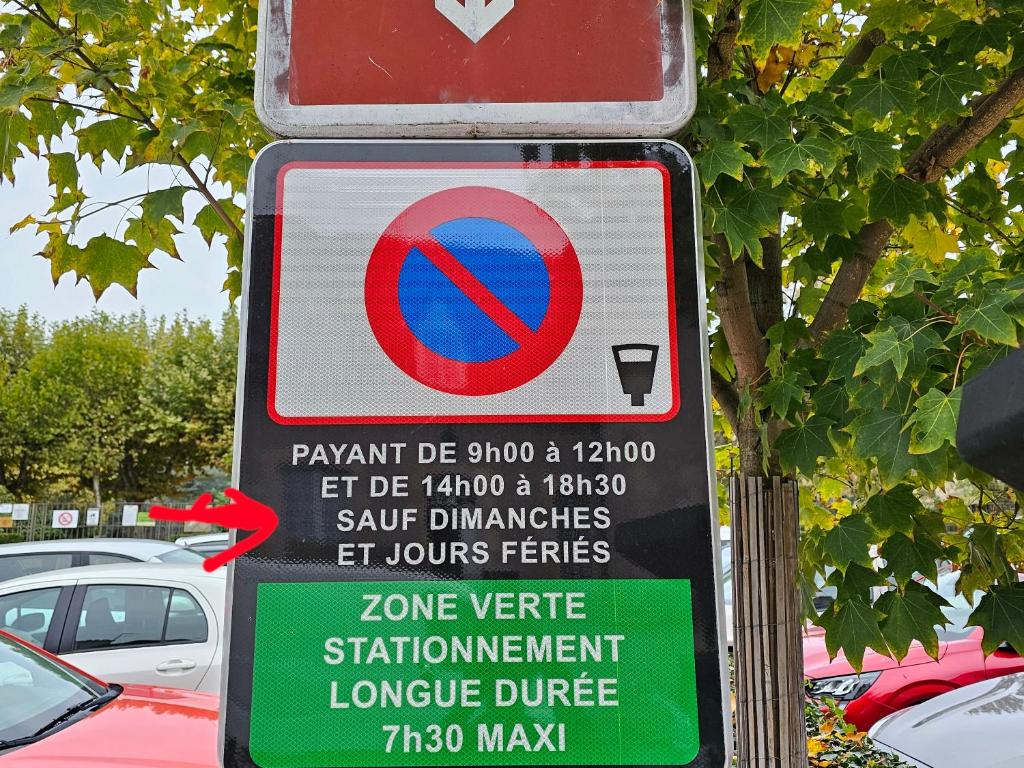 PAYANT DE 9h00 à 12h00
ET DE 14h00 à 18h30
SAUF DIMANCHES
ET JOURS FÉRIÉS
ZONE VERTE
STATIONNEMENT
LONGUE DURÉE
7h30 MAXI